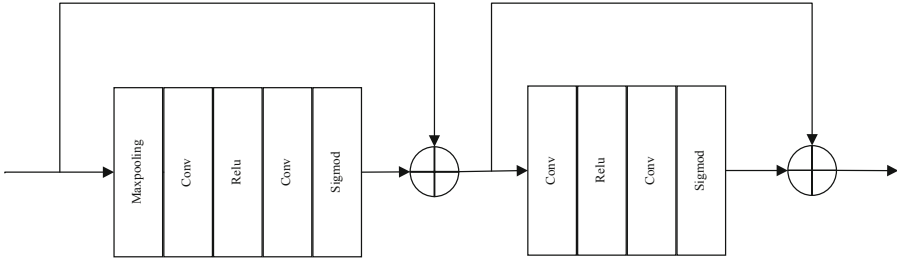 Maxpooling
Conv
Relu
Conv
Sigmod
Conv
Relu
Conv
Sigmod